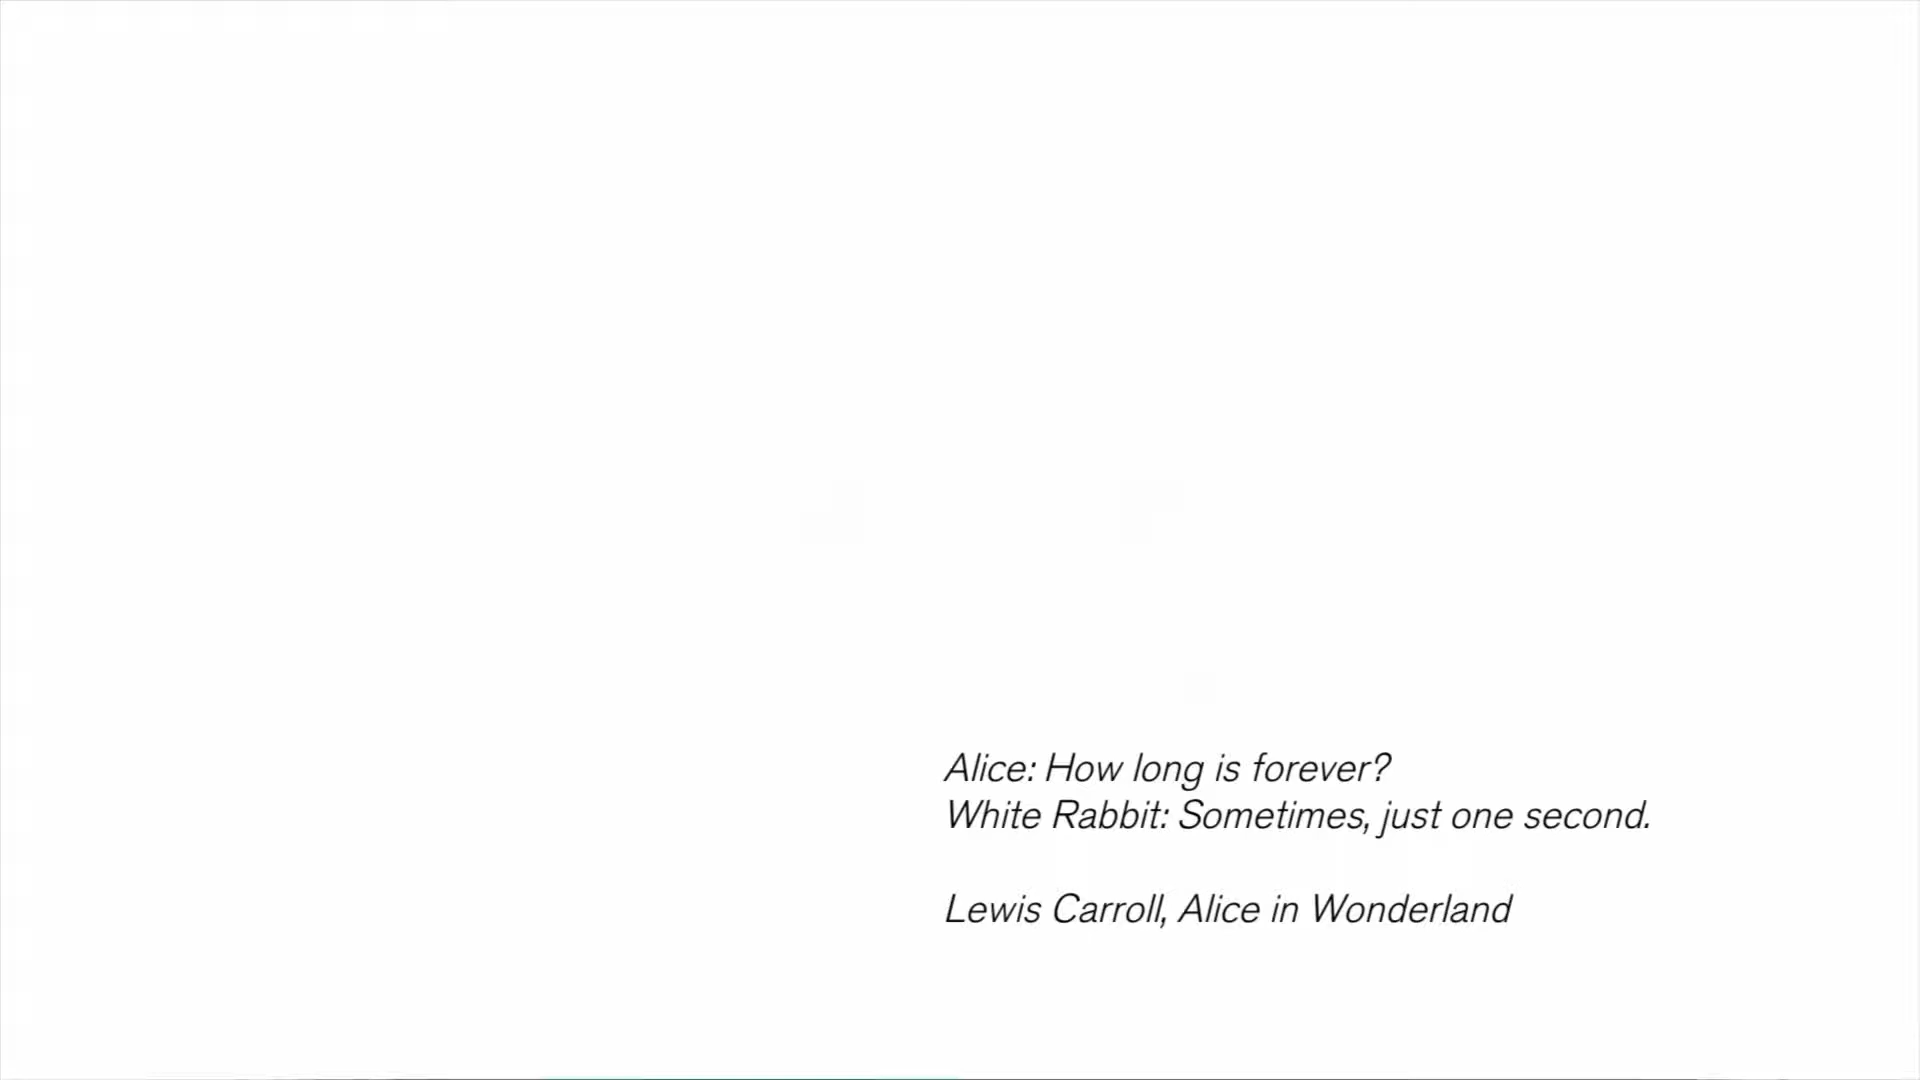 Alice: How long is forever?
White Rabbit: Sometimes, just one second.
Lewis Carroll, Alice in Wonderland